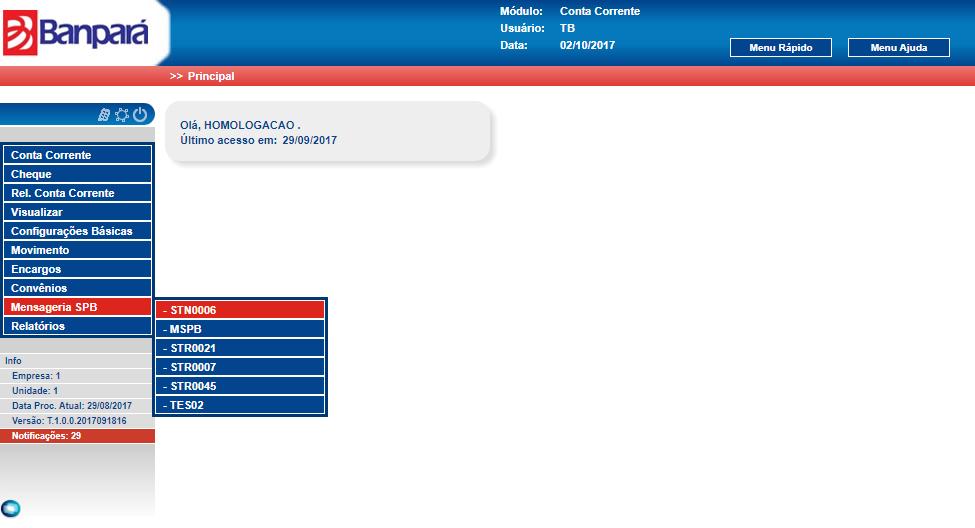 Banpará
Módulo: Conta Corrente
Usuário: TB
Data: 02/10/2017
Menu Rápido
Menu Ajuda
>> Principal
Olá, HOMOLOGACAO .
Último acesso em: 29/09/2017
Conta Corrente
Cheque
Rel. Conta Corrente
Visualizar
Configurações Básicas
Movimento
Encargos
Convênios
Mensageria SPB
Relatórios
- STN0006
- MSPB
- STR0021
- STR0007
- STR0045
- TES02
Info
Empresa: 1
Unidade: 1
Data Proc. Atual: 29/08/2017
Versão: T.1.0.0.2017091816
Notificações: 29